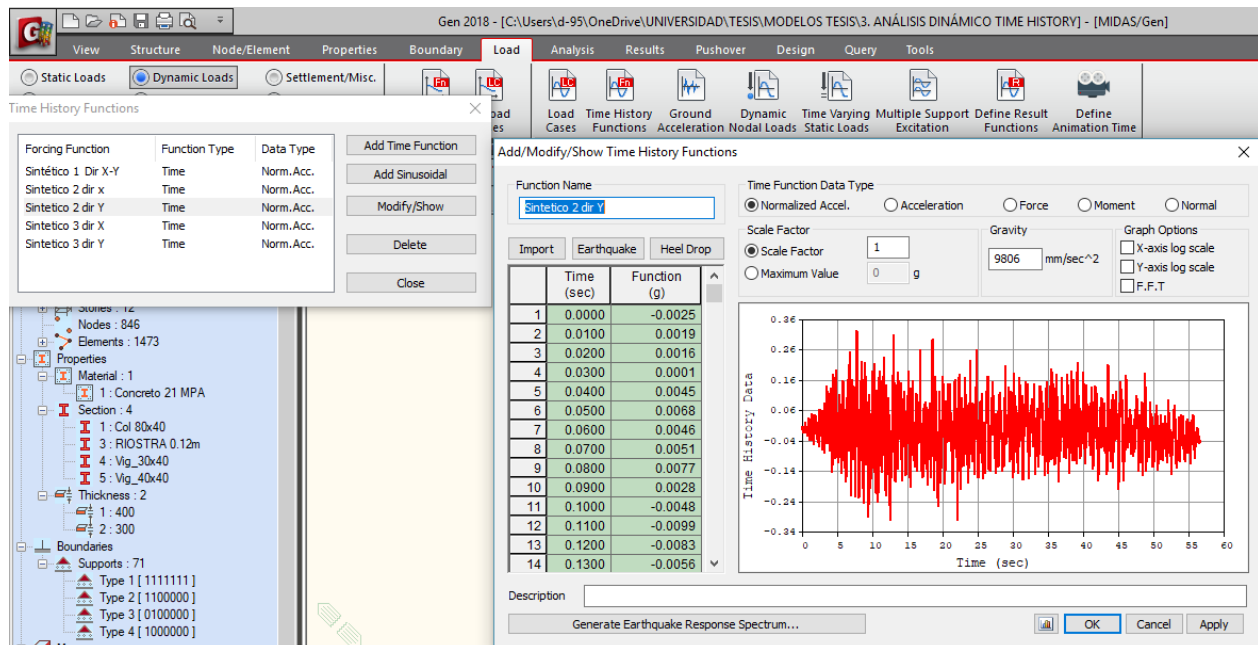 Gen 2018 - [C:\Users\d-95\OneDrive\UNIVERSIDAD\TESIS\MODELOS TESIS\3. ANÁLISIS DINÁMICO TIME HISTORY] - [MIDAS/Gen]
View Structure Node/Element Properties Boundary Load Analysis Results Pushover Design Query Tools
Static Loads Dynamic Loads Settlement/Misc.
Load Time History Ground Dynamic Time Varying Multiple Support Define Result Define
Cases Functions Acceleration Nodal Loads Static Loads Excitation Functions Animation Time
Time History Functions
Forcing Function Function Type Data Type
Sintético 1 Dir X-Y Time Norm.Acc.
Sintetico 2 dir x Time Norm.Acc.
Sintetico 2 dir Y Time Norm.Acc.
Sintetico 3 dir X Time Norm.Acc.
Sintetico 3 dir Y Time Norm.Acc.
Add Time Function
Add Sinusoidal
Modify/Show
Delete
Close
Stories : 12
Nodes : 846
Elements : 1473
Properties
Material : 1
1 : Concreto 21 MPA
Section : 4
1 : Col 80x40
3 : RIOSTRA 0.12m
4 : Vig_30x40
5 : Vig_40x40
Thickness : 2
1 : 400
2 : 300
Boundaries
Supports : 71
Type 1 [ 1111111 ]
Type 2 [ 1100000 ]
Type 3 [ 0100000 ]
Type 4 [ 1000000 ]
Add/Modify/Show Time History Functions
Function Name
Sintetico 2 dir Y
Import Earthquake Heel Drop
Time Function
(sec) (g)
1 0.0000 -0.0025
2 0.0100 0.0019
3 0.0200 0.0016
4 0.0300 0.0001
5 0.0400 0.0045
6 0.0500 0.0068
7 0.0600 0.0046
8 0.0700 0.0051
9 0.0800 0.0077
10 0.0900 0.0028
11 0.1000 -0.0048
12 0.1100 -0.0099
13 0.1200 -0.0083
14 0.1300 -0.0056
Time Function Data Type
Normalized Accel. Acceleration Force Moment Normal
Scale Factor
Scale Factor 1
Maximum Value 0 g
Gravity
9806 mm/sec^2
Graph Options
X-axis log scale
Y-axis log scale
F.F.T
Time History Data
0.36
0.26
0.16
0.06
-0.04
-0.14
-0.24
-0.34
0 5 10 15 20 25 30 35 40 45 50 55 60
Time (sec)
Description
Generate Earthquake Response Spectrum...
OK Cancel Apply